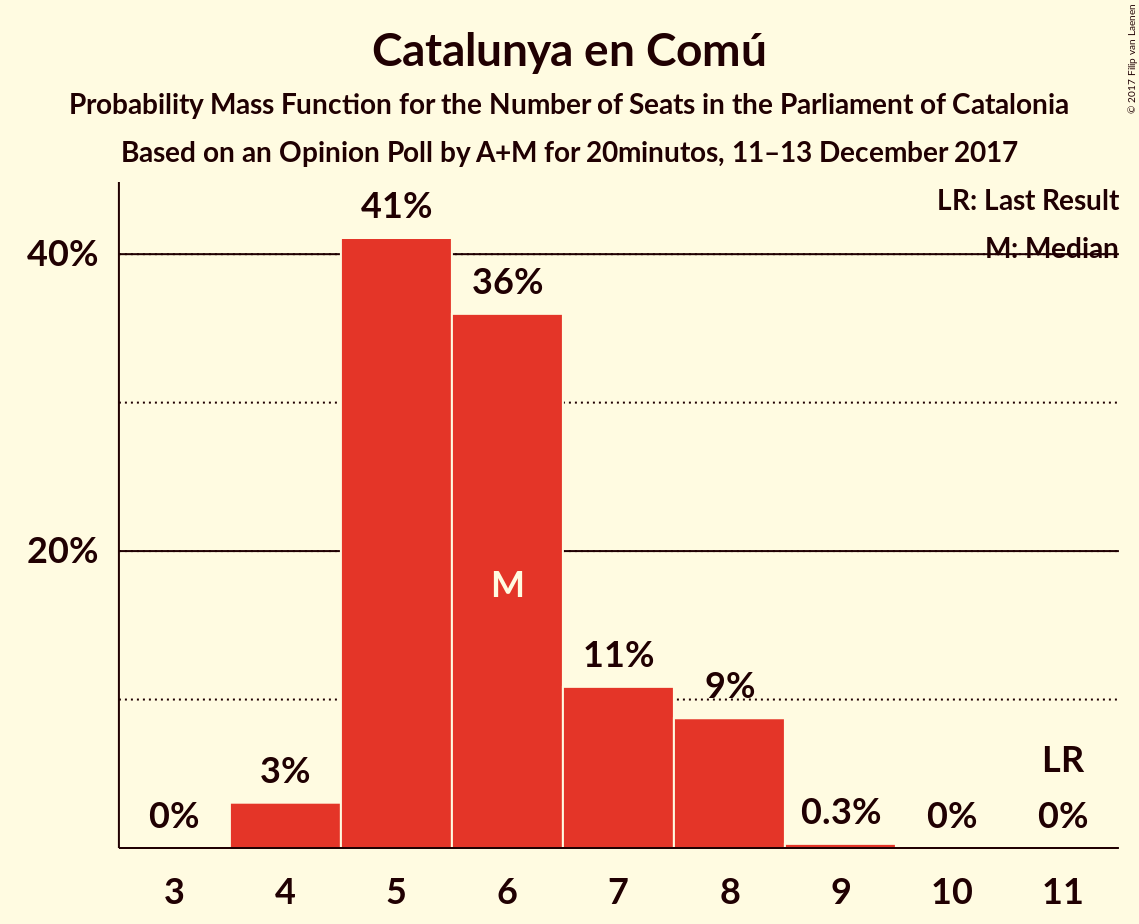 Catalunya en Comú
Probability Mass Function for the Number of Seats in the Parliament of Catalonia
Based on an Opinion Poll by A+M for 20minutos, 11–13 December 2017
© 2017 Filip van Laenen
LR: Last Result
M: Median
40%
20%
41%
36%
M
11%
9%
3%
0%
0.3%
0%
LR
0%
3 4 5 6 7 8 9 10 11